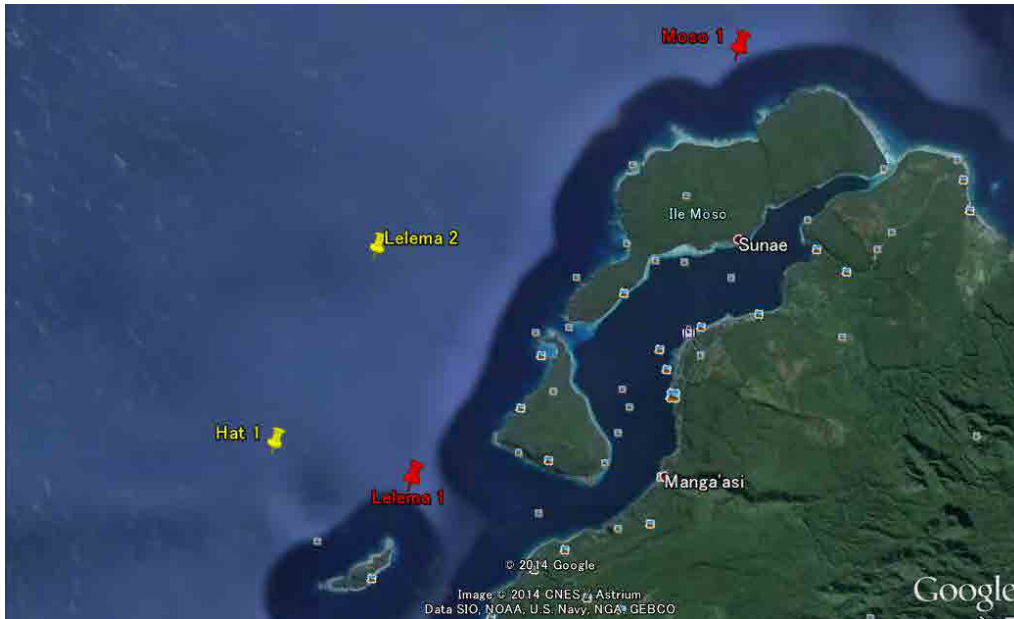 Moso 1
Ile Moso
Lelema 2
Sunae
Hat 1
Lelema 1
Manga'asi
© 2014 Google
Image © 2014 CNES / Astrium
Data SIO, NOAA, U.S. Navy, NGA, GEBCO
Google